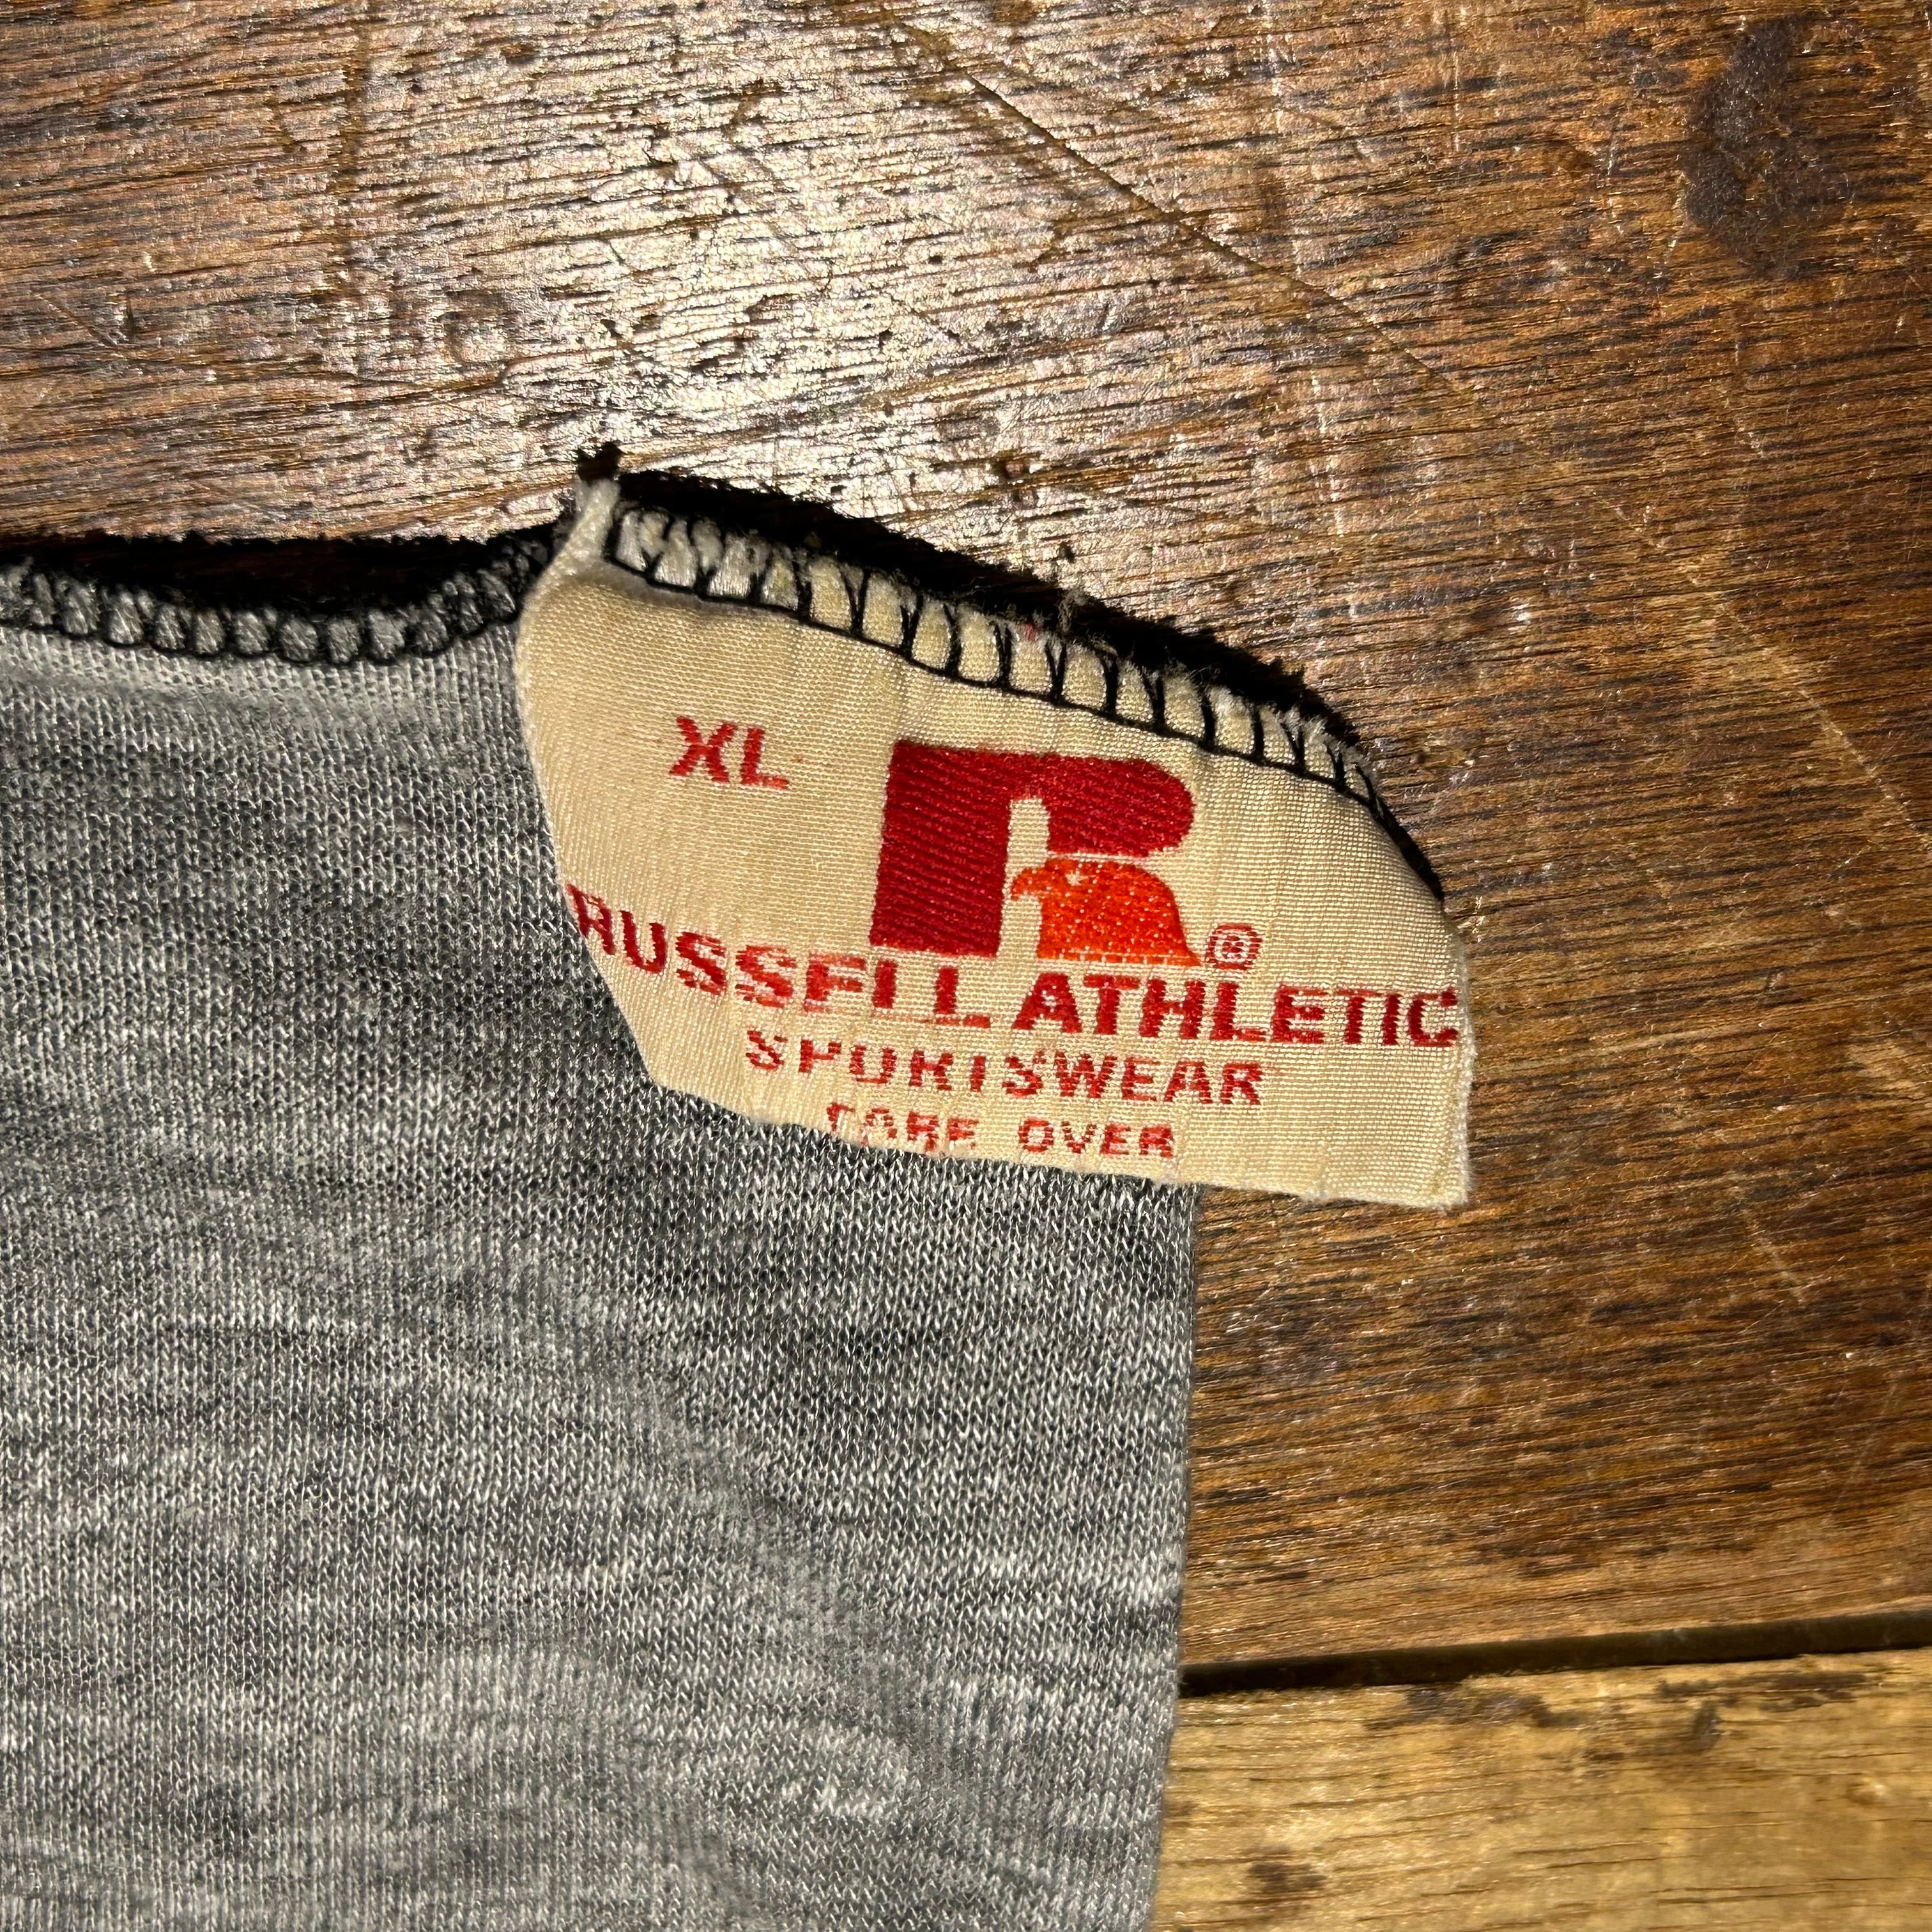 XL
R ®
RUSSELL ATHLETIC
SPORTSWEAR
CARE OVER